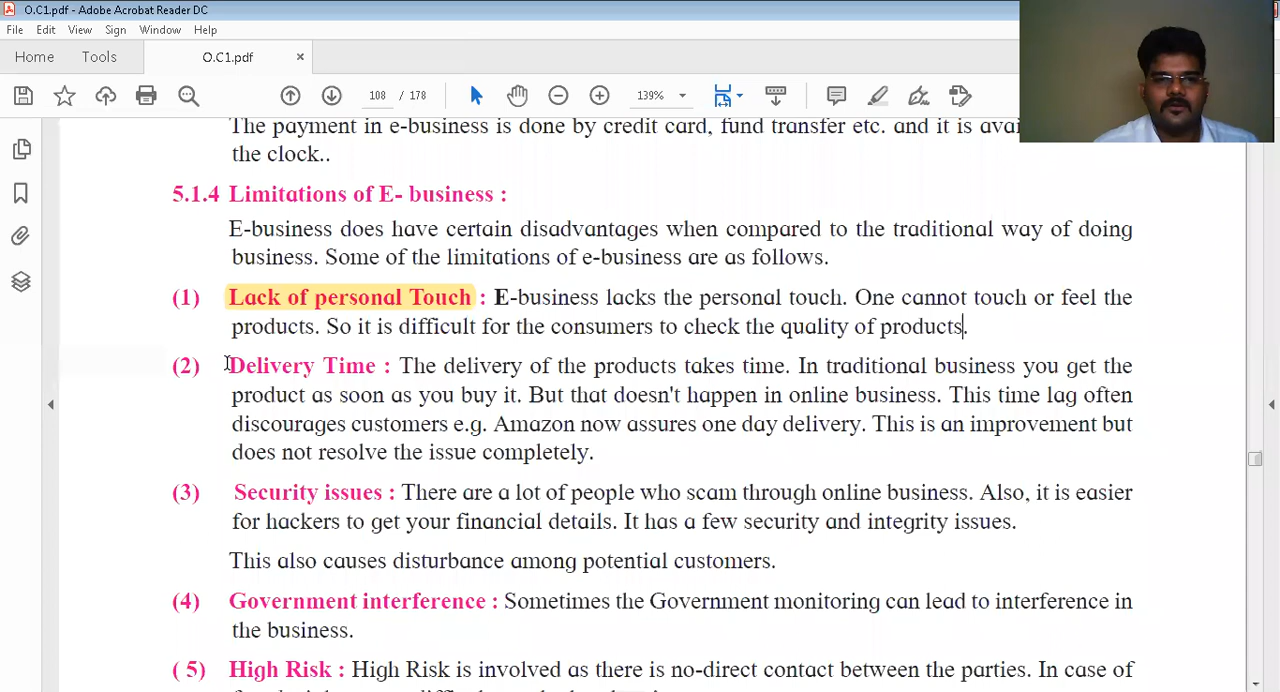 O.C1.pdf - Adobe Acrobat Reader DC
File Edit View Sign Window Help
Home Tools O.C1.pdf ×
108 / 178 139%
The payment in e-business is done by credit card, fund transfer etc. and it is
the clock..
5.1.4 Limitations of E- business :
E-business does have certain disadvantages when compared to the traditional way of doing
business. Some of the limitations of e-business are as follows.
(1) Lack of personal Touch : E-business lacks the personal touch. One cannot touch or feel the
products. So it is difficult for the consumers to check the quality of products.
(2) Delivery Time : The delivery of the products takes time. In traditional business you get the
product as soon as you buy it. But that doesn't happen in online business. This time lag often
discourages customers e.g. Amazon now assures one day delivery. This is an improvement but
does not resolve the issue completely.
(3) Security issues : There are a lot of people who scam through online business. Also, it is easier
for hackers to get your financial details. It has a few security and integrity issues.
This also causes disturbance among potential customers.
(4) Government interference : Sometimes the Government monitoring can lead to interference in
the business.
( 5) High Risk : High Risk is involved as there is no-direct contact between the parties. In case of